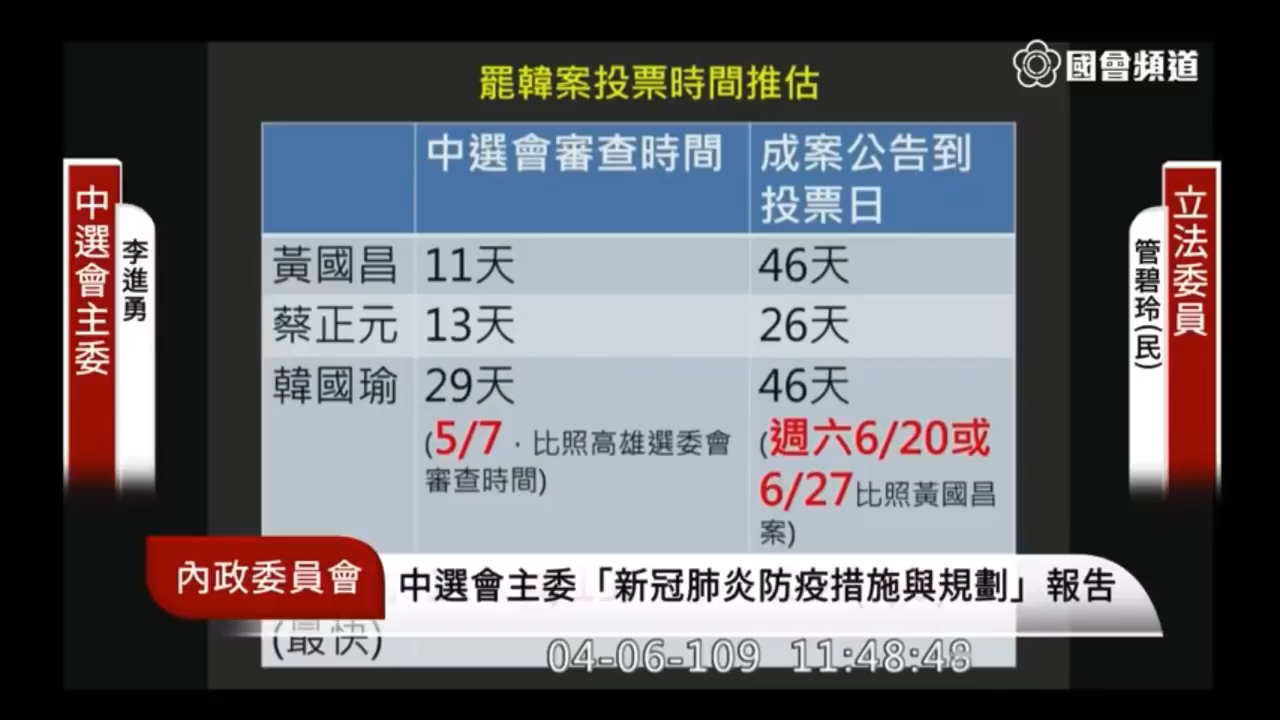 國會頻道
罷韓案投票時間推估
中選會審查時間
成案公告到
投票日
黃國昌 11天 46天
蔡正元 13天 26天
韓國瑜 29天 46天
(5/7，比照高雄選委會
審查時間)
(週六6/20或
6/27比照黃國昌
案)
(最快)
中選會主委
李進勇
立法委員
管碧玲(民)
內政委員會
中選會主委「新冠肺炎防疫措施與規劃」報告
04-06-109 11:48:48